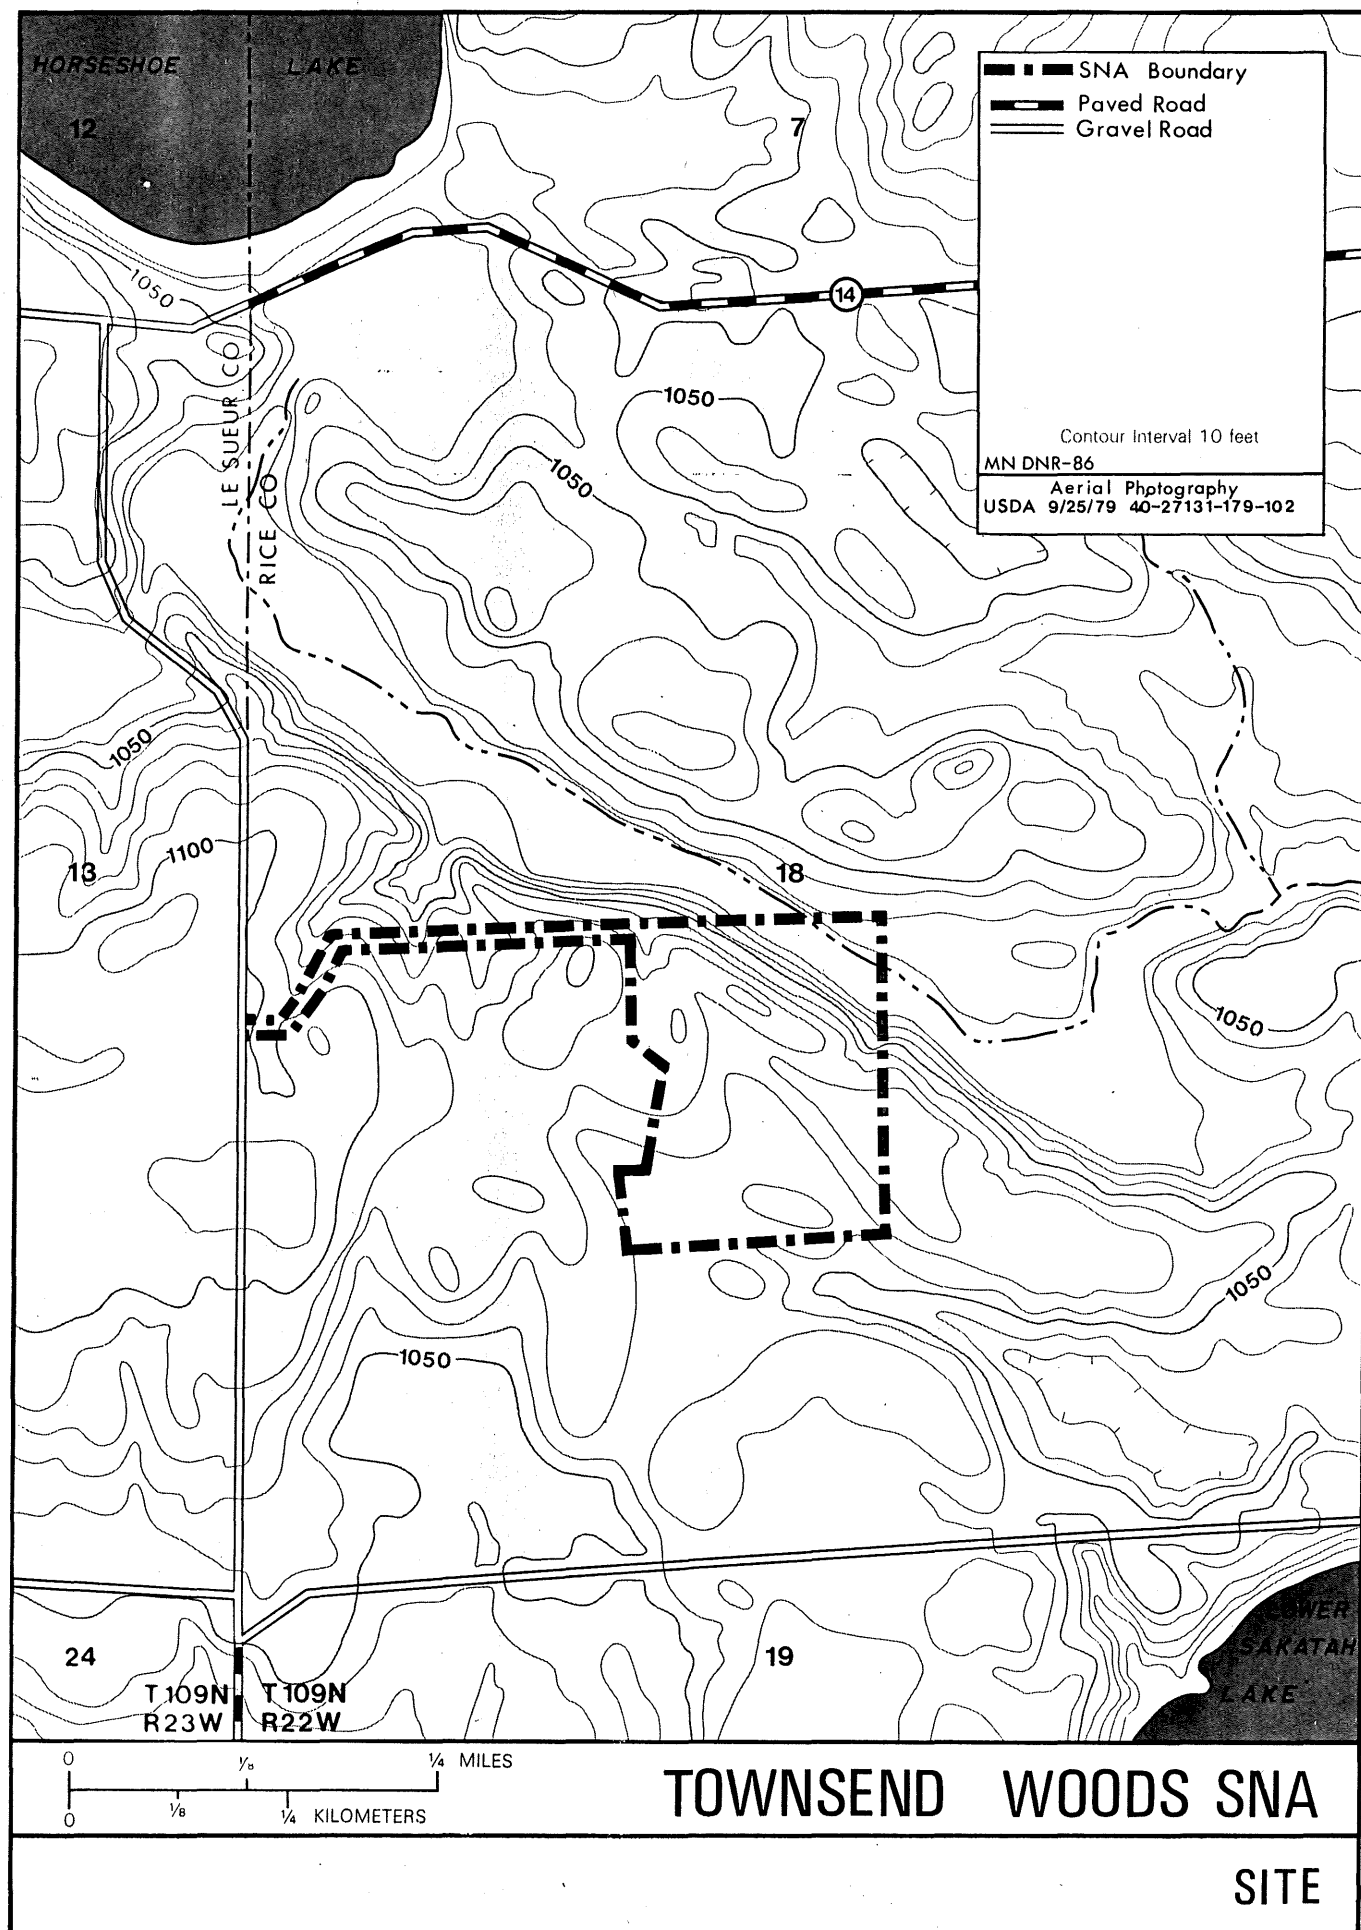 HORSESHOE LAKE
12
7
SNA Boundary
Paved Road
Gravel Road
1050
14
LE SUEUR CO
RICE CO
1050
1050
Contour Interval 10 feet
MN DNR-86
Aerial Photography
USDA 9/25/79 40-27131-179-102
1050
13
1100
18
1050
1050
1050
24
19
T109N T109N
R23W R22W
LOWER
SAKATAH
LAKE
0 1/8 1/4 MILES
0 1/8 1/4 KILOMETERS
TOWNSEND WOODS SNA
SITE